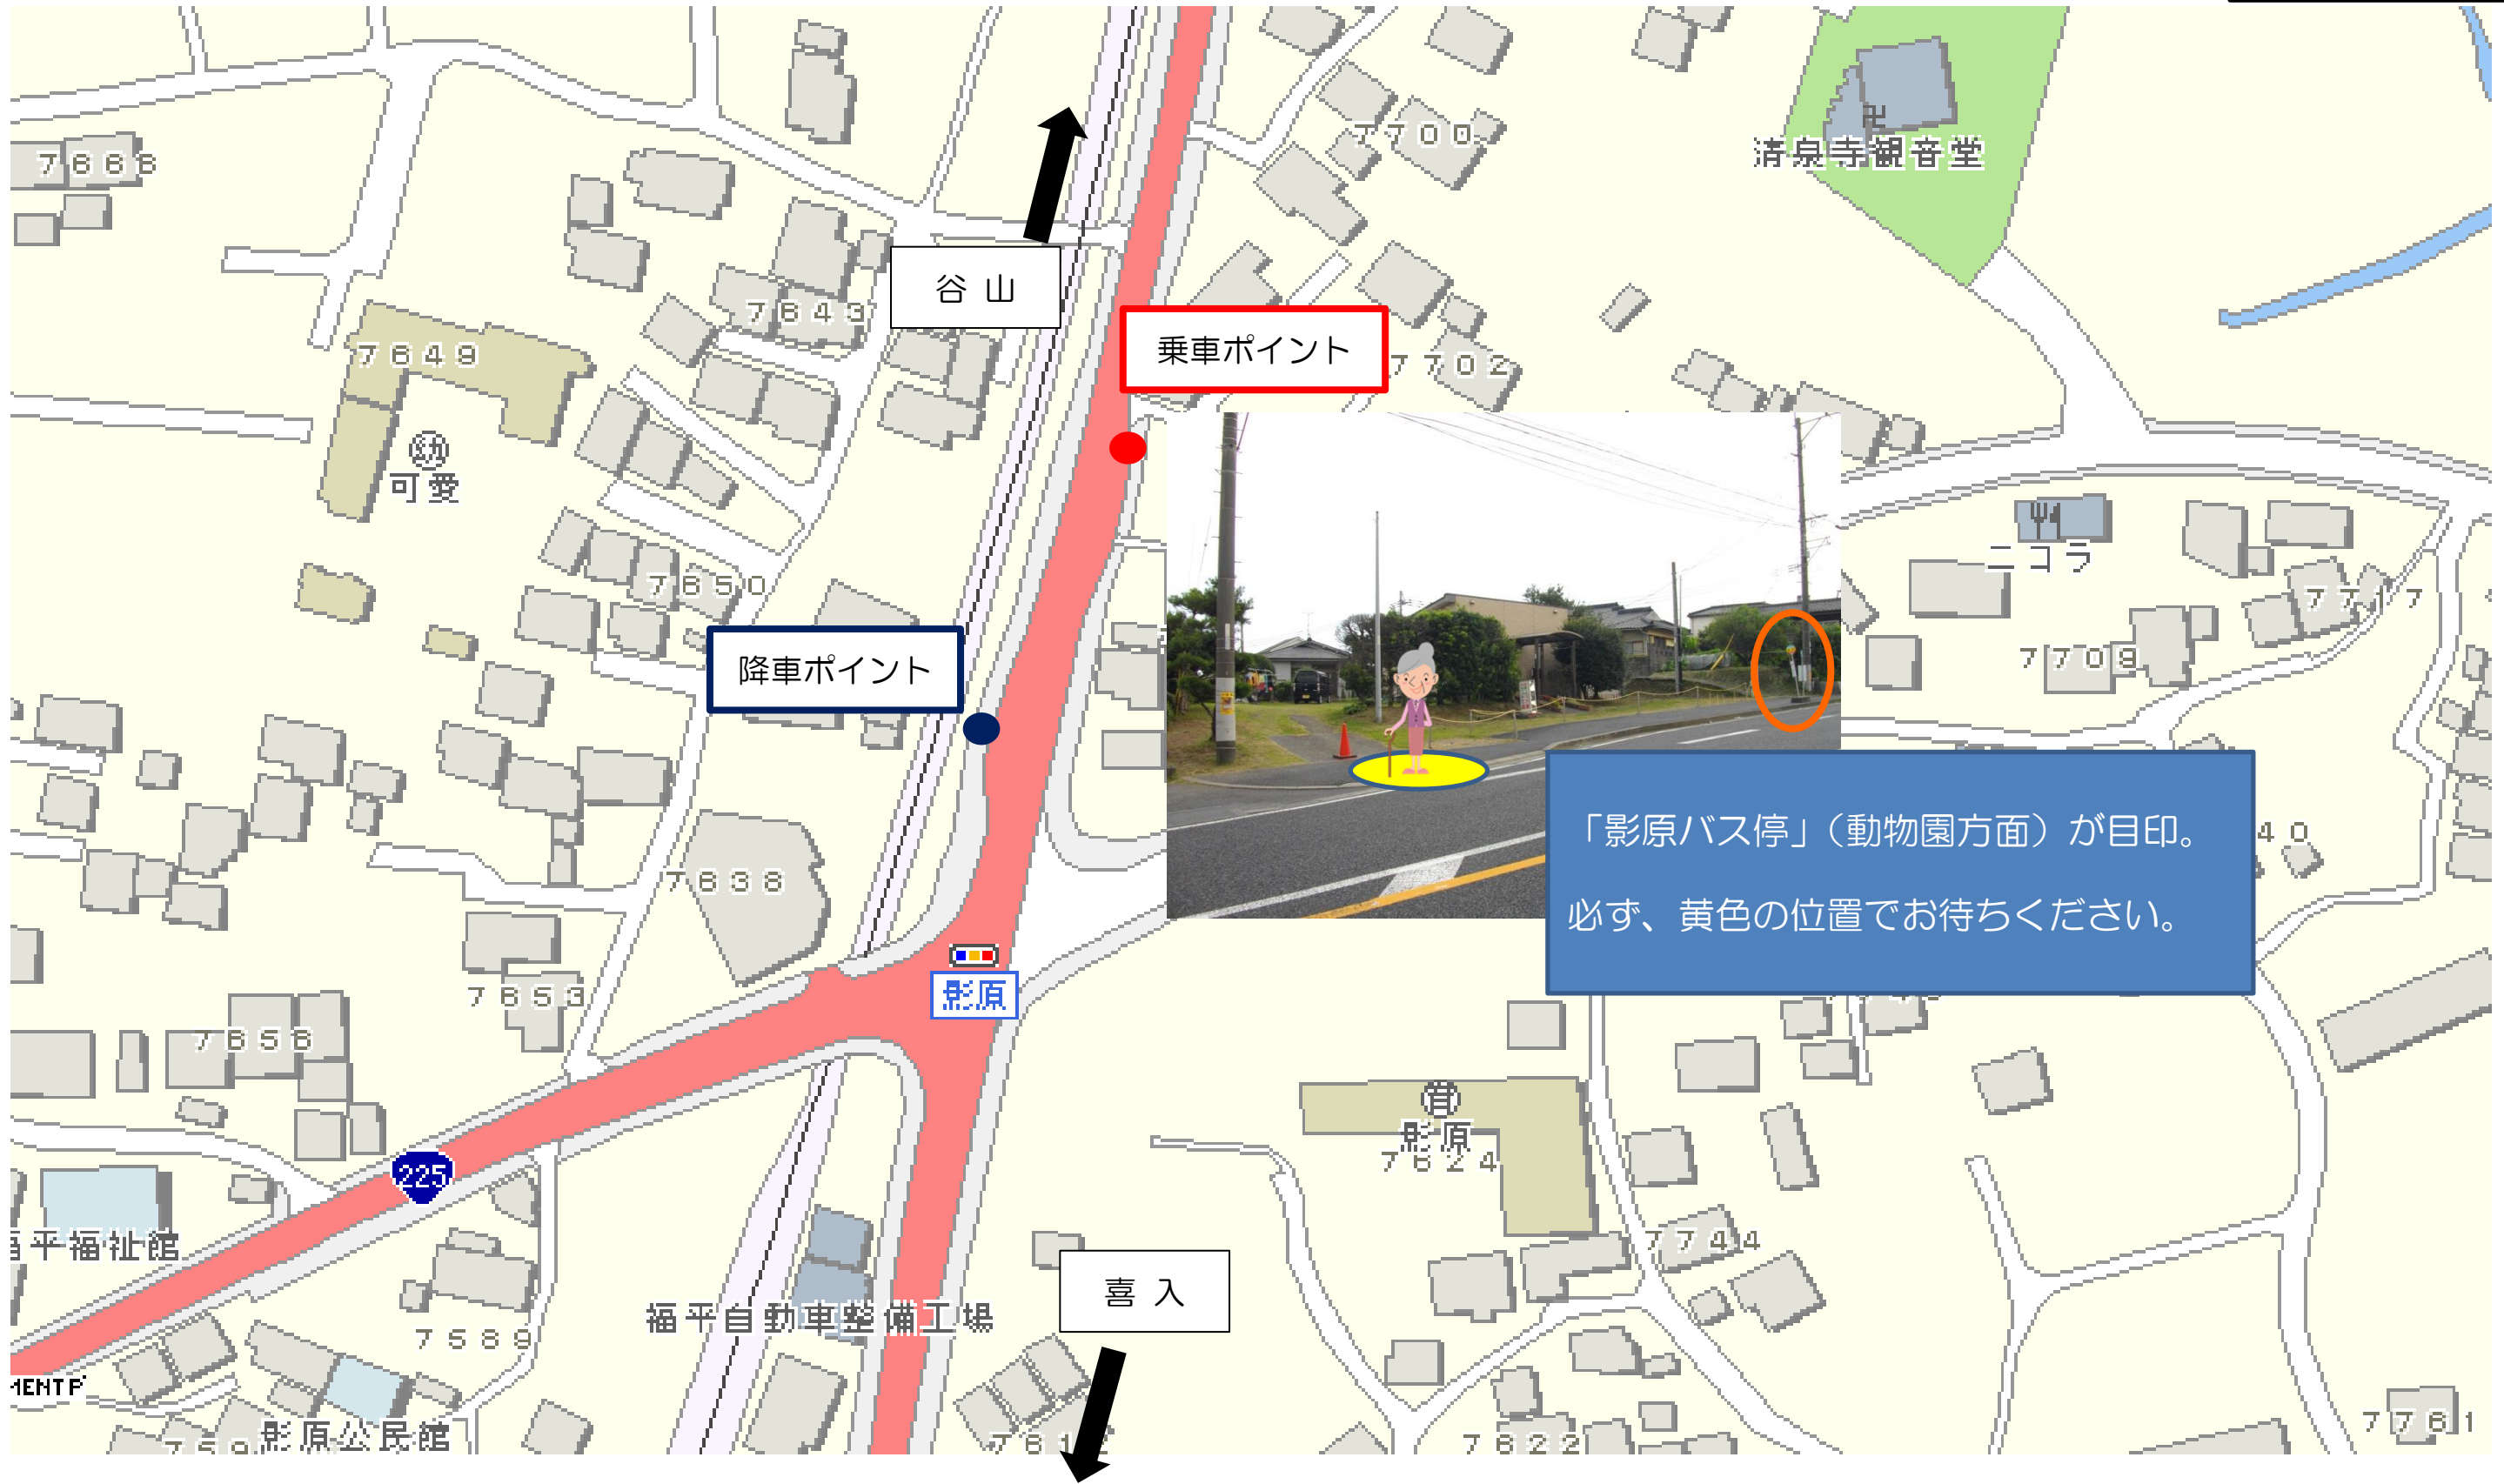 清泉寺観音堂
7700
7668
谷 山
7643
乗車ポイント
7649
7702
可愛
ニコラ
7650
7717
降車ポイント
7709
「影原バス停」（動物園方面）が目印。
必ず、黄色の位置でお待ちください。
40
7638
影原
7653
7658
影原
7624
225
平福祉館
7744
喜 入
福平自動車整備工場
7589
影原公民館
7622
7761